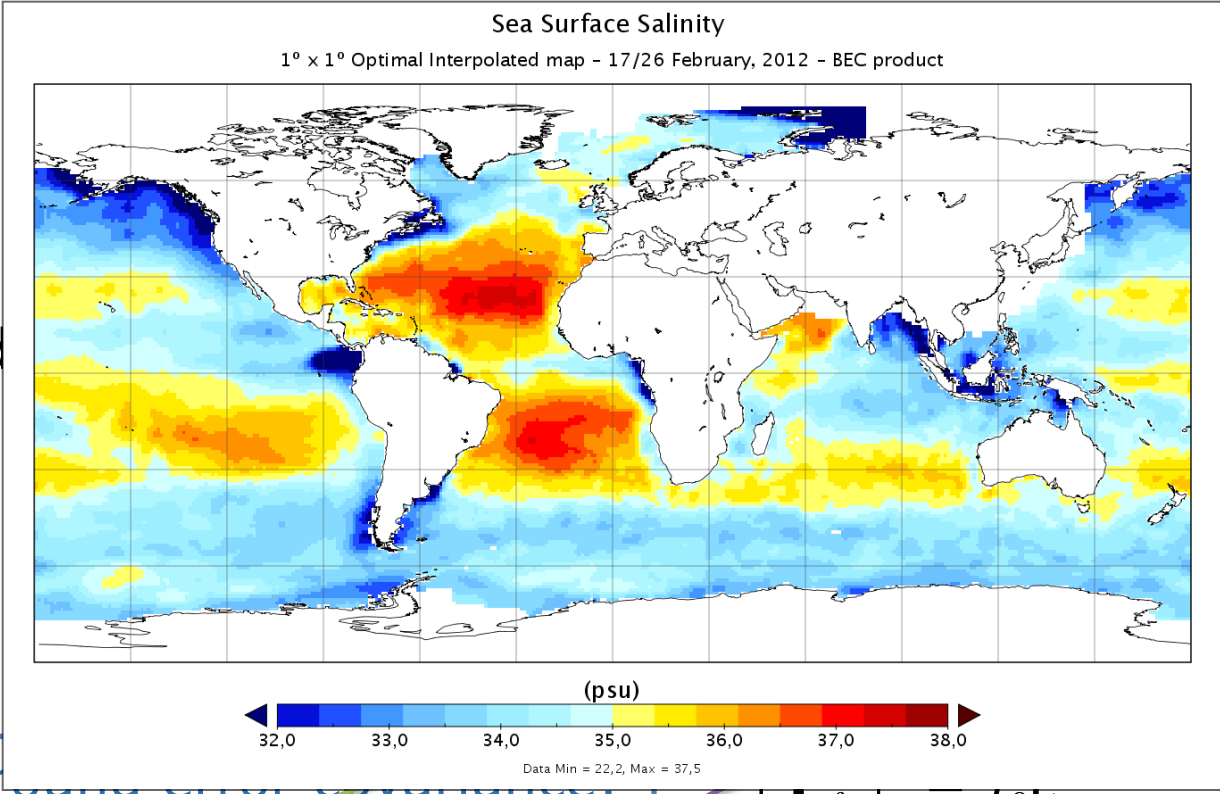 Sea Surface Salinity
1° x 1° Optimal Interpolated map – 17/26 February, 2012 – BEC product
(psu)
32,0 33,0 34,0 35,0 36,0 37,0 38,0
Data Min = 22,2, Max = 37,5